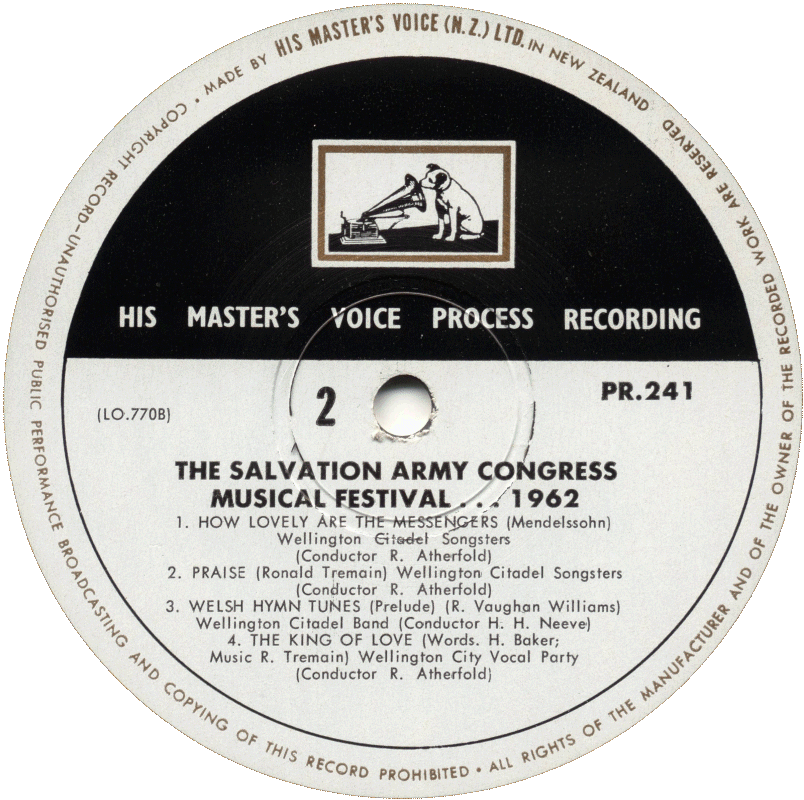 MADE BY HIS MASTER'S VOICE (N.Z.) LTD. IN NEW ZEALAND
ALL RIGHTS OF THE MANUFACTURER AND OF THE OWNER OF THE RECORDED WORK ARE RESERVED
COPYRIGHT RECORD–UNAUTHORISED PUBLIC PERFORMANCE BROADCASTING AND COPYING OF THIS RECORD PROHIBITED •
HIS MASTER'S VOICE PROCESS RECORDING
(LO.770B)
2
PR.241
THE SALVATION ARMY CONGRESS
MUSICAL FESTIVAL . . . 1962
1. HOW LOVELY ARE THE MESSENGERS (Mendelssohn)
Wellington Citadel Songsters
(Conductor R. Atherfold)
2. PRAISE (Ronald Tremain) Wellington Citadel Songsters
(Conductor R. Atherfold)
3. WELSH HYMN TUNES (Prelude) (R. Vaughan Williams)
Wellington Citadel Band (Conductor H. H. Neeve)
4. THE KING OF LOVE (Words. H. Baker;
Music R. Tremain) Wellington City Vocal Party
(Conductor R. Atherfold)